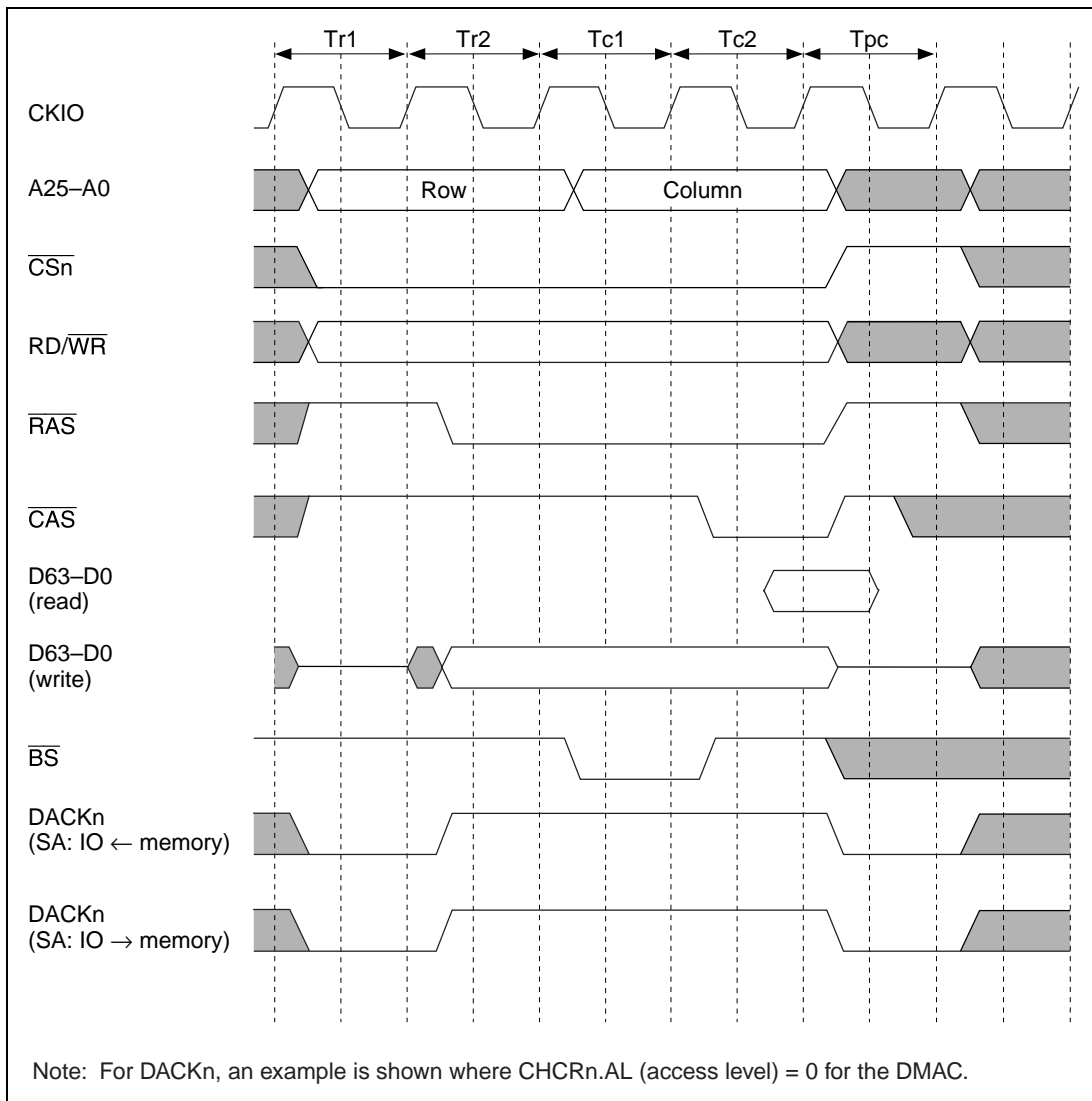 Tr1 Tr2 Tc1 Tc2 Tpc
CKIO
A25–A0
Row Column
CSn
RD/WR
RAS
CAS
D63–D0
(read)
D63–D0
(write)
BS
DACKn
(SA: IO ← memory)
DACKn
(SA: IO → memory)
Note: For DACKn, an example is shown where CHCRn.AL (access level) = 0 for the DMAC.